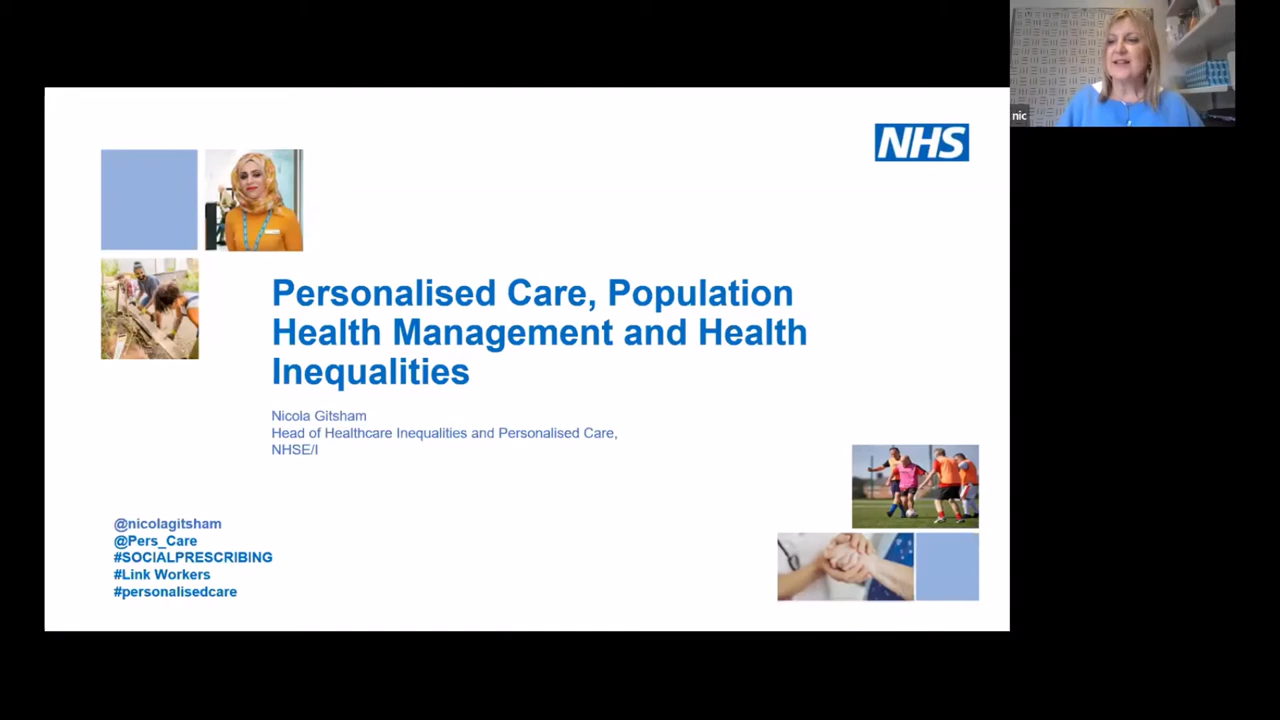 nic
NHS
Personalised Care, Population
Health Management and Health
Inequalities
Nicola Gitsham
Head of Healthcare Inequalities and Personalised Care,
NHSE/I
@nicolagitsham
@Pers_Care
#SOCIALPRESCRIBING
#Link Workers
#personalisedcare